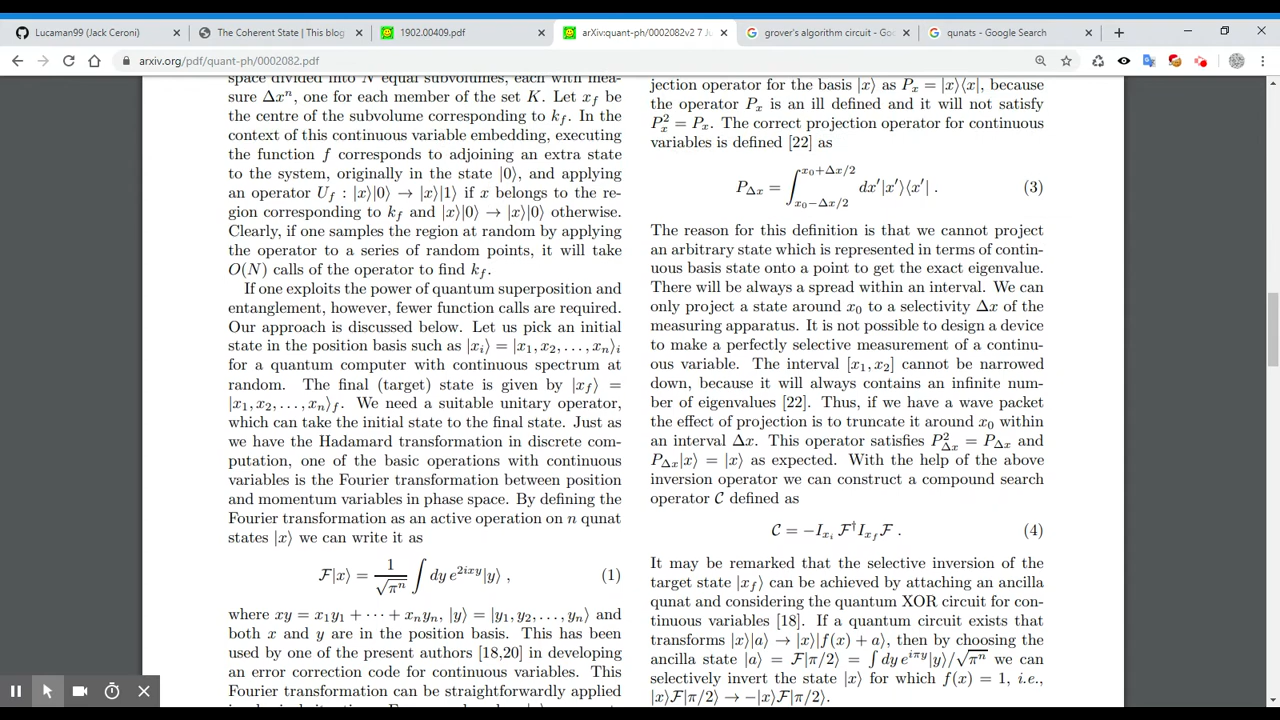 Lucaman99 (Jack Ceroni)
The Coherent State | This blog
1902.00409.pdf
arXiv:quant-ph/0002082v2 7 Ju
grover's algorithm circuit - Goo
qunats - Google Search
arxiv.org/pdf/quant-ph/0002082.pdf
space divided into N equal subvolumes, each with mea-
sure Δxⁿ, one for each member of the set K. Let x_f be
the centre of the subvolume corresponding to k_f. In the
context of this continuous variable embedding, executing
the function f corresponds to adjoining an extra state
to the system, originally in the state |0⟩, and applying
an operator U_f : |x⟩|0⟩ → |x⟩|1⟩ if x belongs to the re-
gion corresponding to k_f and |x⟩|0⟩ → |x⟩|0⟩ otherwise.
Clearly, if one samples the region at random by applying
the operator to a series of random points, it will take
O(N) calls of the operator to find k_f.
If one exploits the power of quantum superposition and
entanglement, however, fewer function calls are required.
Our approach is discussed below. Let us pick an initial
state in the position basis such as |x_i⟩ = |x₁, x₂, . . . , x_n⟩_i
for a quantum computer with continuous spectrum at
random. The final (target) state is given by |x_f⟩ =
|x₁, x₂, . . . , x_n⟩_f. We need a suitable unitary operator,
which can take the initial state to the final state. Just as
we have the Hadamard transformation in discrete com-
putation, one of the basic operations with continuous
variables is the Fourier transformation between position
and momentum variables in phase space. By defining the
Fourier transformation as an active operation on n qunat
states |x⟩ we can write it as
ℱ|x⟩ = 1/√πⁿ ∫ dy e^{2ixy}|y⟩ , (1)
where xy = x₁y₁ + · · · + x_ny_n, |y⟩ = |y₁, y₂, . . . , y_n⟩ and
both x and y are in the position basis. This has been
used by one of the present authors [18,20] in developing
an error correction code for continuous variables. This
Fourier transformation can be straightforwardly applied
jection operator for the basis |x⟩ as P_x = |x⟩⟨x|, because
the operator P_x is an ill defined and it will not satisfy
P_x² = P_x. The correct projection operator for continuous
variables is defined [22] as
P_{Δx} = ∫_{x₀−Δx/2}^{x₀+Δx/2} dx′|x′⟩⟨x′| . (3)
The reason for this definition is that we cannot project
an arbitrary state which is represented in terms of contin-
uous basis state onto a point to get the exact eigenvalue.
There will be always a spread within an interval. We can
only project a state around x₀ to a selectivity Δx of the
measuring apparatus. It is not possible to design a device
to make a perfectly selective measurement of a continu-
ous variable. The interval [x₁, x₂] cannot be narrowed
down, because it will always contains an infinite num-
ber of eigenvalues [22]. Thus, if we have a wave packet
the effect of projection is to truncate it around x₀ within
an interval Δx. This operator satisfies P²_{Δx} = P_{Δx} and
P_{Δx}|x⟩ = |x⟩ as expected. With the help of the above
inversion operator we can construct a compound search
operator 𝒞 defined as
𝒞 = −I_{x_i} ℱ† I_{x_f} ℱ . (4)
It may be remarked that the selective inversion of the
target state |x_f⟩ can be achieved by attaching an ancilla
qunat and considering the quantum XOR circuit for con-
tinuous variables [18]. If a quantum circuit exists that
transforms |x⟩|a⟩ → |x⟩|f(x) + a⟩, then by choosing the
ancilla state |a⟩ = ℱ|π/2⟩ = ∫ dy e^{iπy}|y⟩/√πⁿ we can
selectively invert the state |x⟩ for which f(x) = 1, i.e.,
|x⟩ℱ|π/2⟩ → −|x⟩ℱ|π/2⟩.